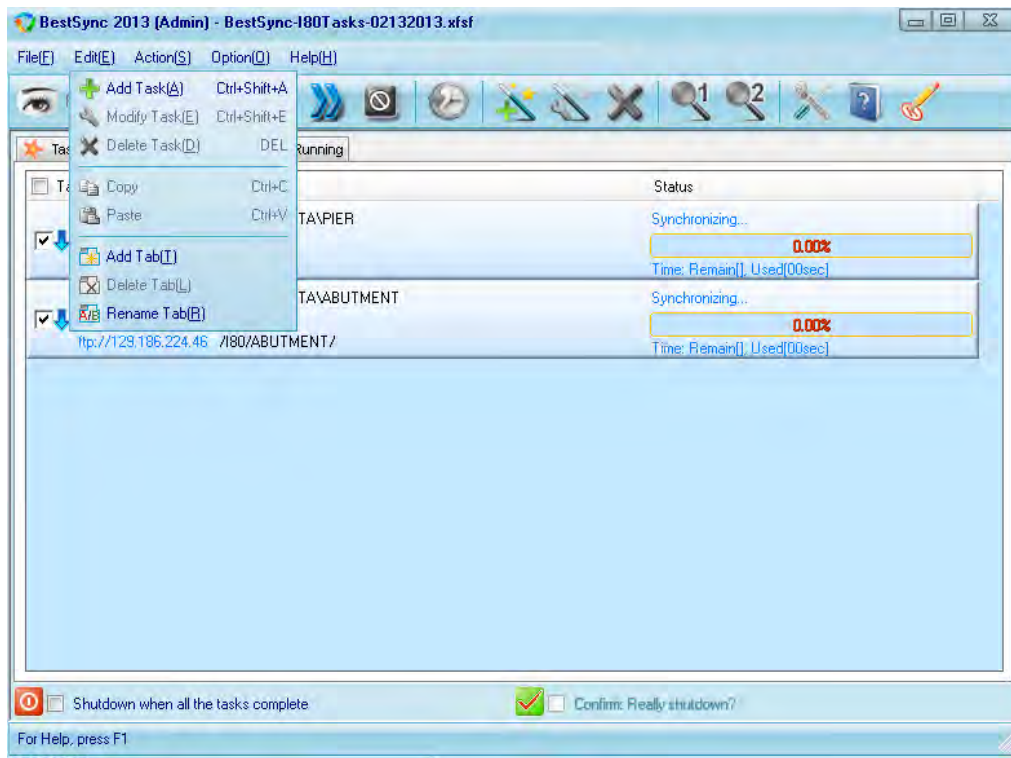 BestSync 2013 (Admin) - BestSync-I80Tasks-02132013.xfsf
File(F) Edit(E) Action(S) Option(O) Help(H)
Add Task(A) Ctrl+Shift+A
Modify Task(E) Ctrl+Shift+E
Delete Task(D) DEL
Copy Ctrl+C
Paste Ctrl+V
Add Tab(T)
Delete Tab(L)
Rename Tab(R)
1 2
Running
Status
TA\PIER Synchronizing...
0.00%
Time: Remain[], Used[00sec]
TA\ABUTMENT Synchronizing...
0.00%
ftp://129.186.224.46 /I80/ABUTMENT/ Time: Remain[], Used[00sec]
Shutdown when all the tasks complete Confirm: Really shutdown?
For Help, press F1